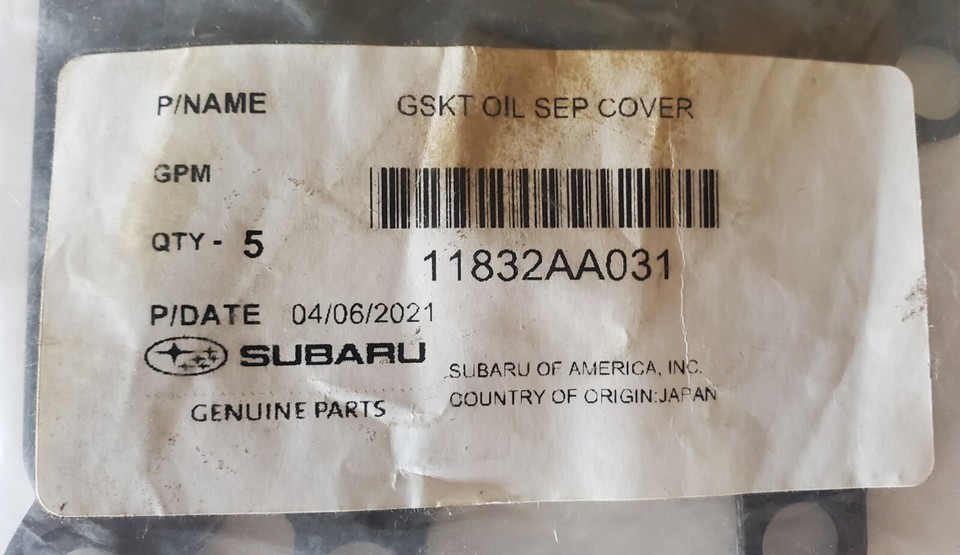 P/NAME GSKT OIL SEP COVER
GPM
QTY - 5
11832AA031
P/DATE 04/06/2021
SUBARU
SUBARU OF AMERICA, INC.
GENUINE PARTS
COUNTRY OF ORIGIN:JAPAN